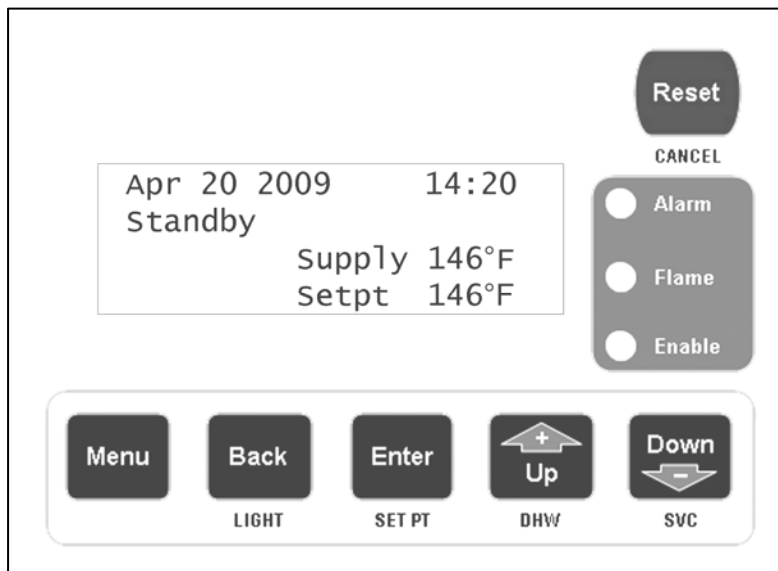 Reset
CANCEL
Apr 20 2009 14:20
Standby
Supply 146°F
Setpt 146°F
Alarm
Flame
Enable
Menu
Back
Enter
+
Up
Down
-
LIGHT
SET PT
DHW
SVC